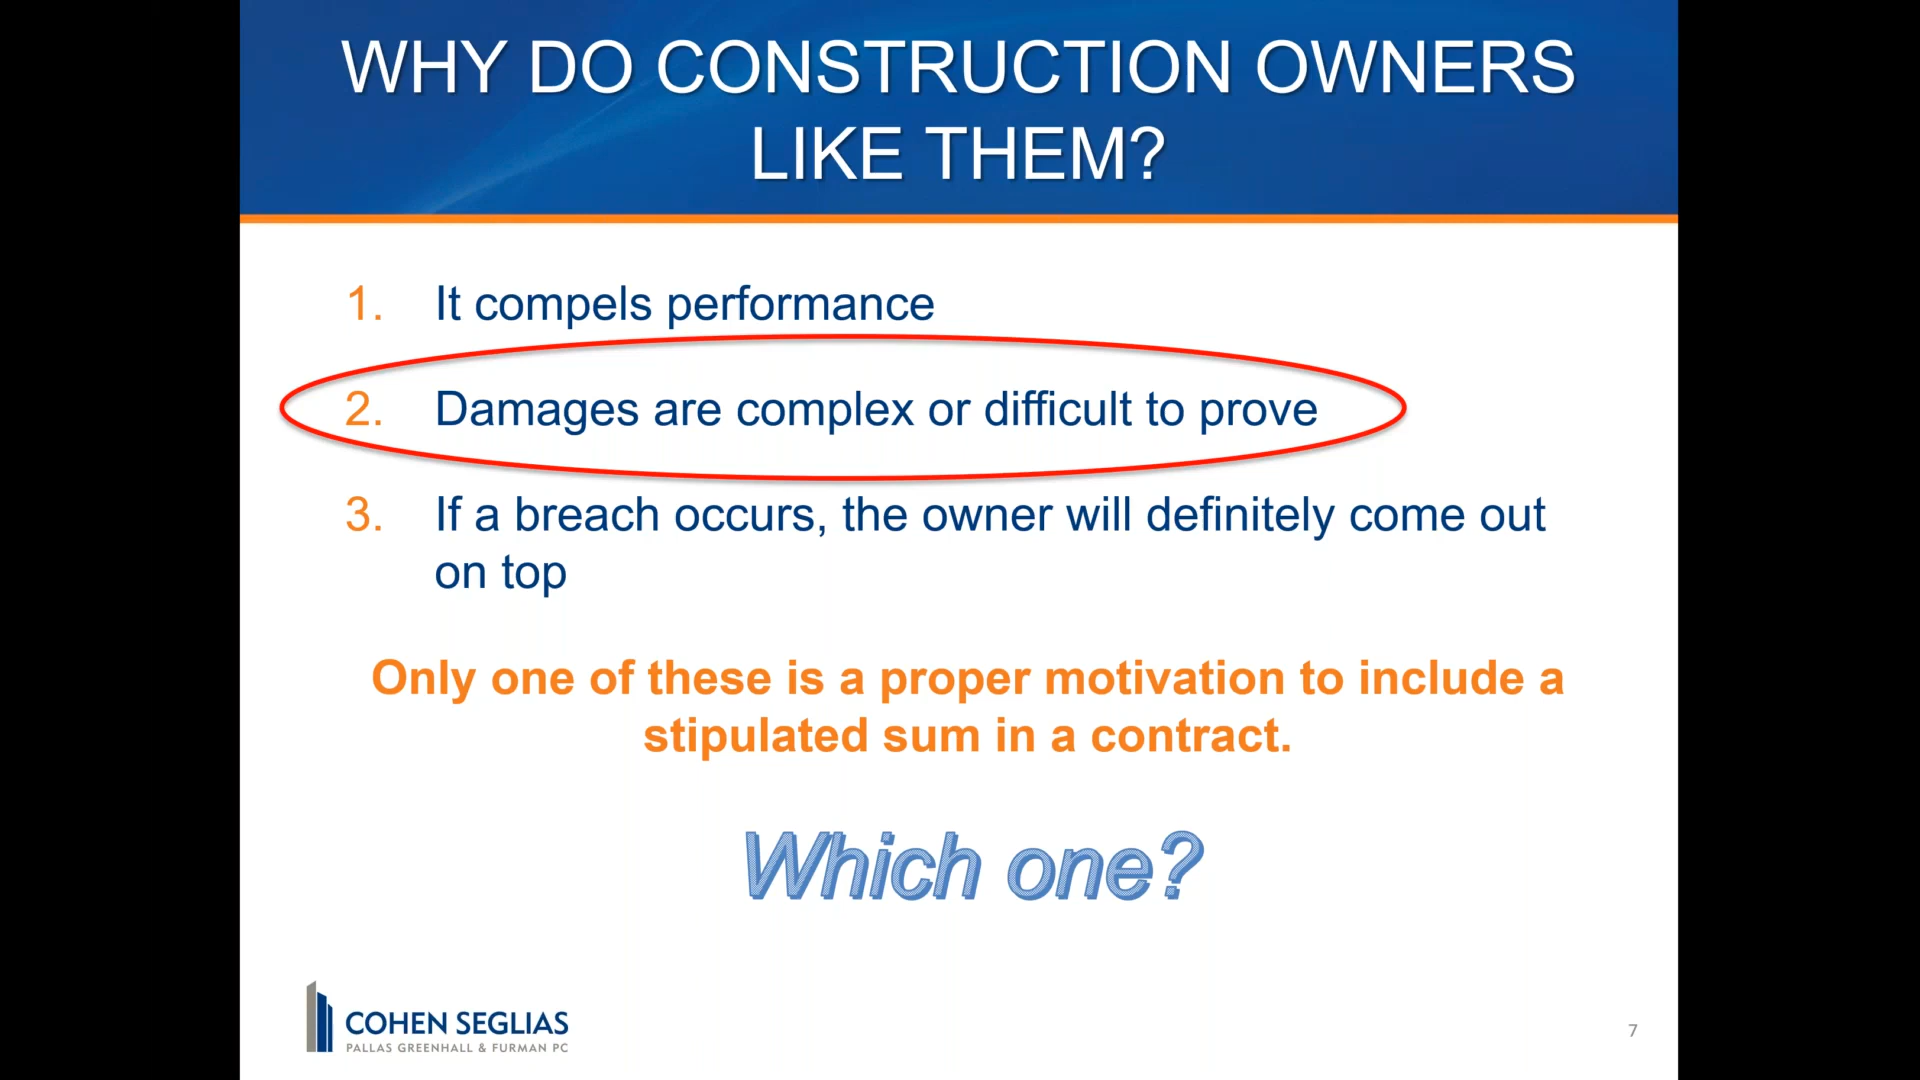 WHY DO CONSTRUCTION OWNERS
LIKE THEM?
1. It compels performance
2. Damages are complex or difficult to prove
3. If a breach occurs, the owner will definitely come out
on top
Only one of these is a proper motivation to include a
stipulated sum in a contract.
Which one?
COHEN SEGLIAS
PALLAS GREENHALL & FURMAN PC
7